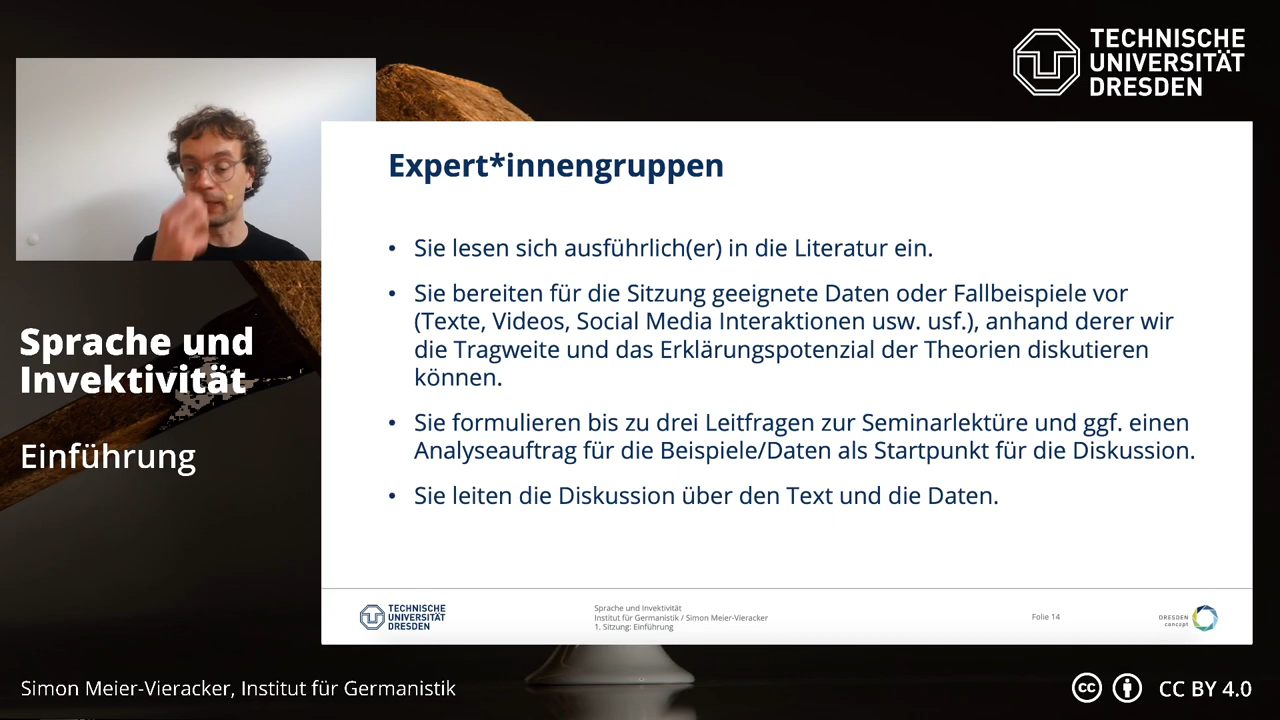 TECHNISCHE
UNIVERSITÄT
DRESDEN
Expert*innengruppen
• Sie lesen sich ausführlich(er) in die Literatur ein.
• Sie bereiten für die Sitzung geeignete Daten oder Fallbeispiele vor
(Texte, Videos, Social Media Interaktionen usw. usf.), anhand derer wir
die Tragweite und das Erklärungspotenzial der Theorien diskutieren
können.
• Sie formulieren bis zu drei Leitfragen zur Seminarlektüre und ggf. einen
Analyseauftrag für die Beispiele/Daten als Startpunkt für die Diskussion.
• Sie leiten die Diskussion über den Text und die Daten.
Sprache und
Invektivität
Einführung
TECHNISCHE
UNIVERSITÄT
DRESDEN
Sprache und Invektivität
Institut für Germanistik / Simon Meier-Vieracker
1. Sitzung: Einführung
Folie 14
DRESDEN
concept
Simon Meier-Vieracker, Institut für Germanistik
cc
CC BY 4.0